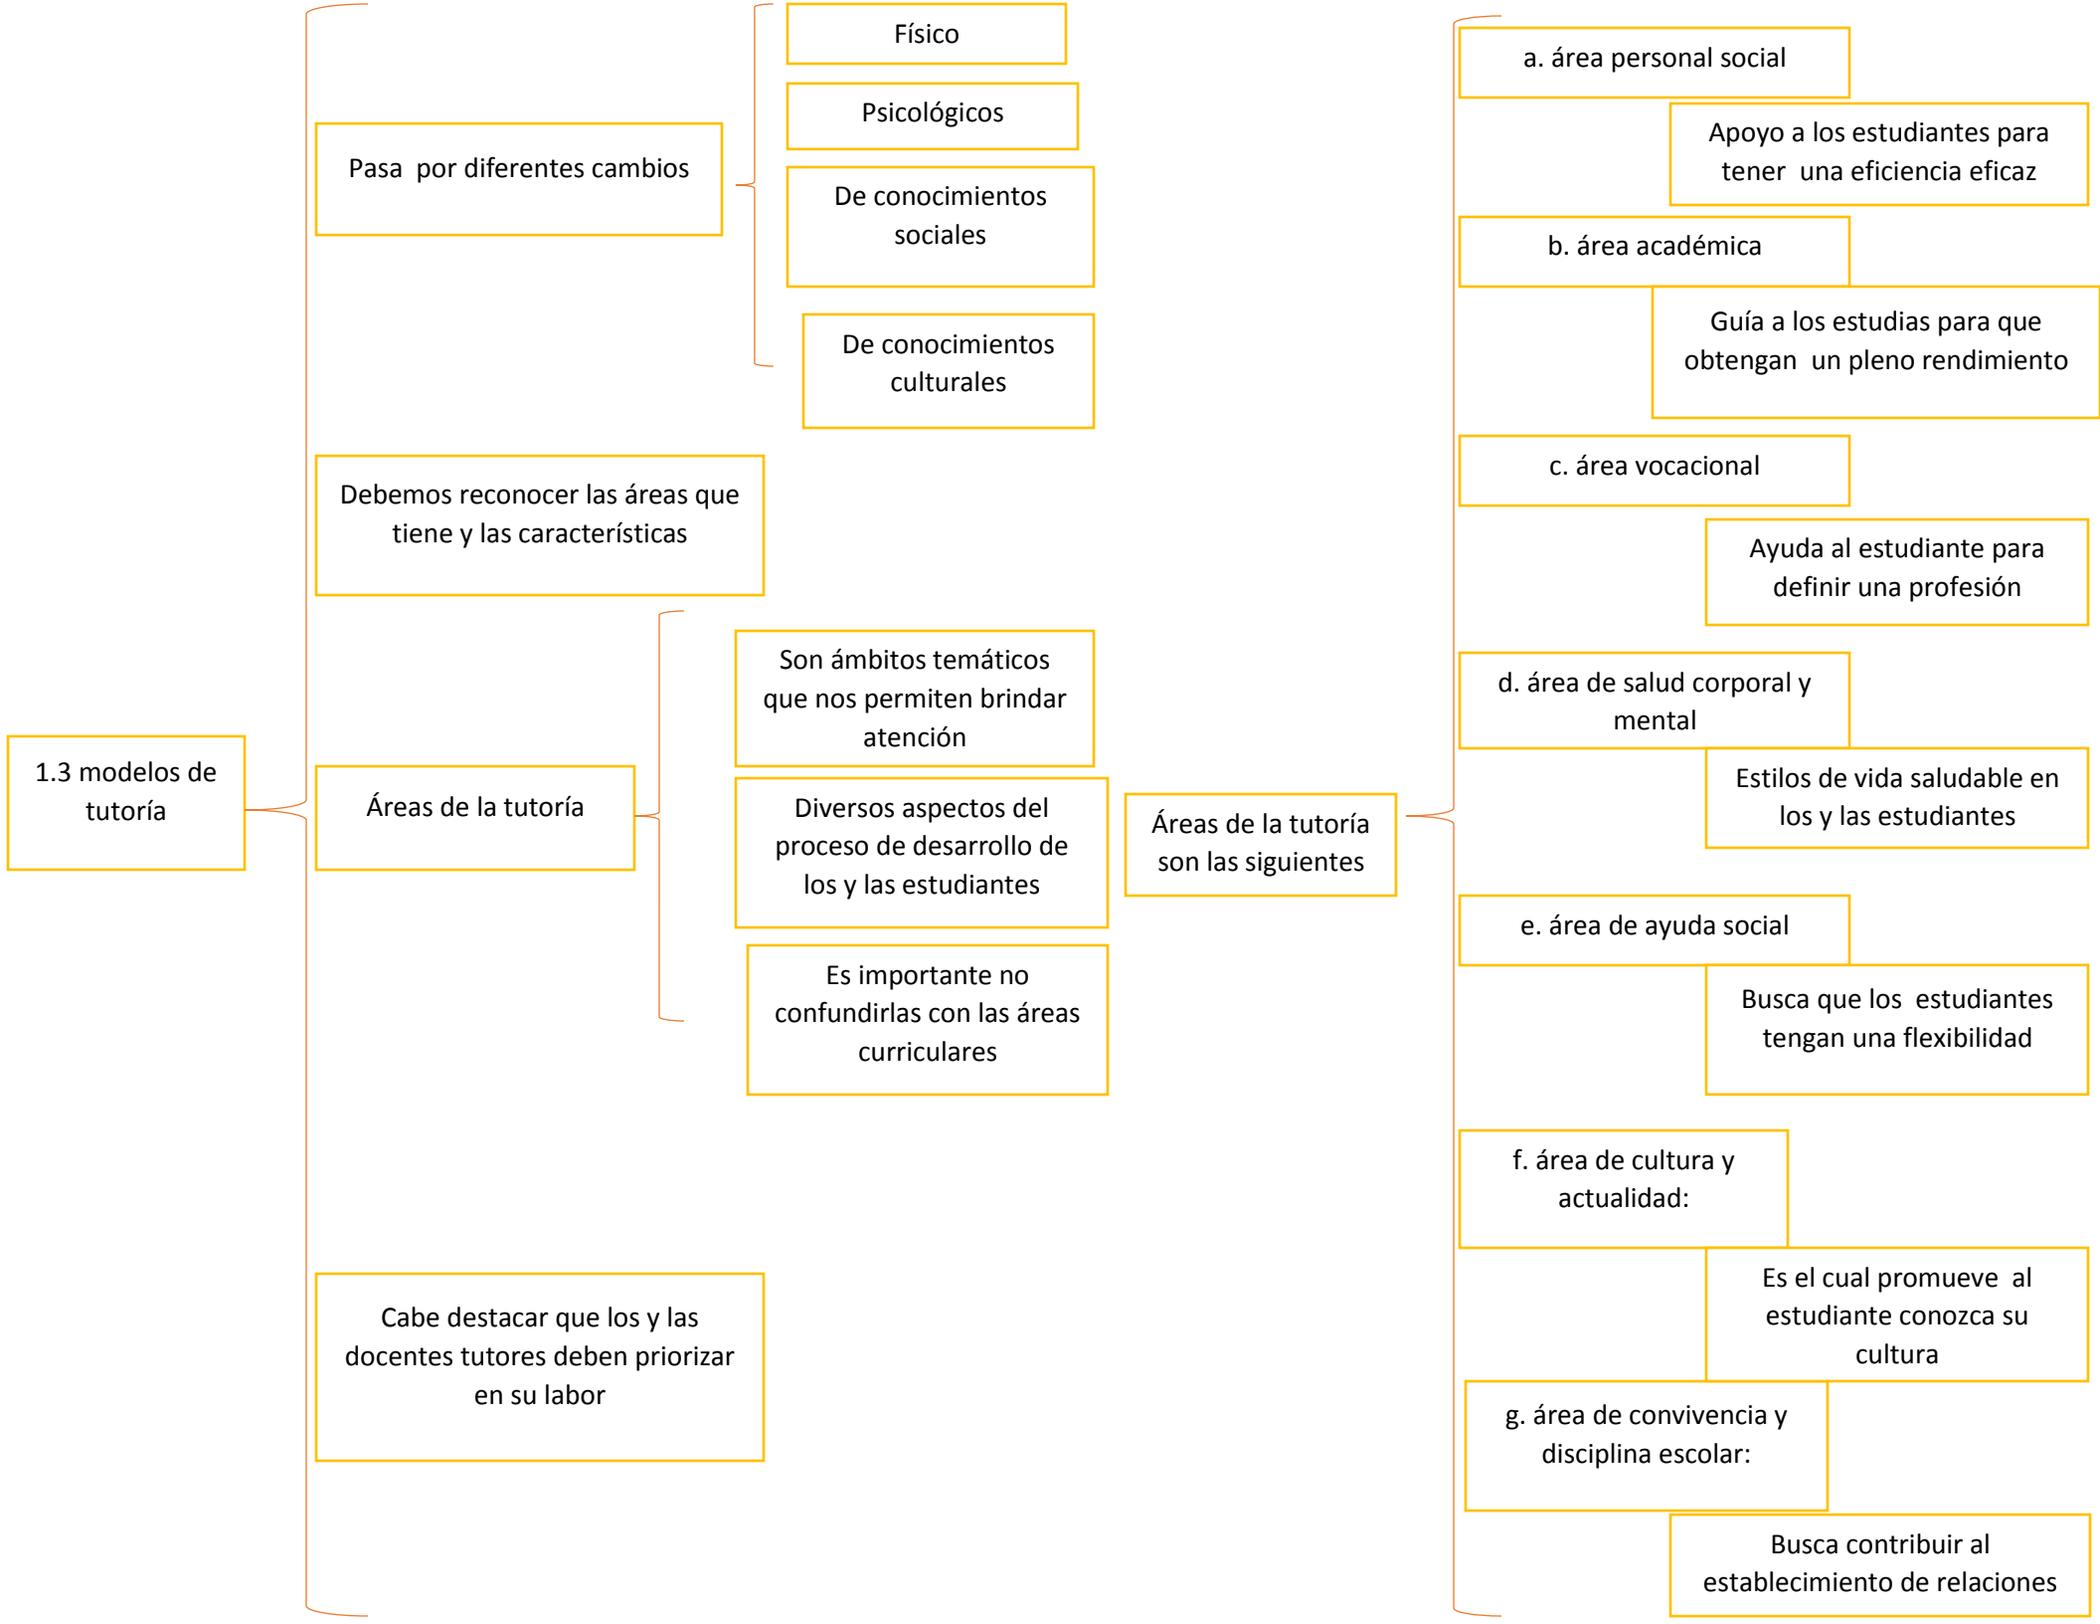 1.3 modelos de
tutoría
Pasa por diferentes cambios
Físico
Psicológicos
De conocimientos
sociales
De conocimientos
culturales
Debemos reconocer las áreas que
tiene y las características
Áreas de la tutoría
Son ámbitos temáticos
que nos permiten brindar
atención
Diversos aspectos del
proceso de desarrollo de
los y las estudiantes
Es importante no
confundirlas con las áreas
curriculares
Cabe destacar que los y las
docentes tutores deben priorizar
en su labor
Áreas de la tutoría
son las siguientes
a. área personal social
Apoyo a los estudiantes para
tener una eficiencia eficaz
b. área académica
Guía a los estudias para que
obtengan un pleno rendimiento
c. área vocacional
Ayuda al estudiante para
definir una profesión
d. área de salud corporal y
mental
Estilos de vida saludable en
los y las estudiantes
e. área de ayuda social
Busca que los estudiantes
tengan una flexibilidad
f. área de cultura y
actualidad:
Es el cual promueve al
estudiante conozca su
cultura
g. área de convivencia y
disciplina escolar:
Busca contribuir al
establecimiento de relaciones